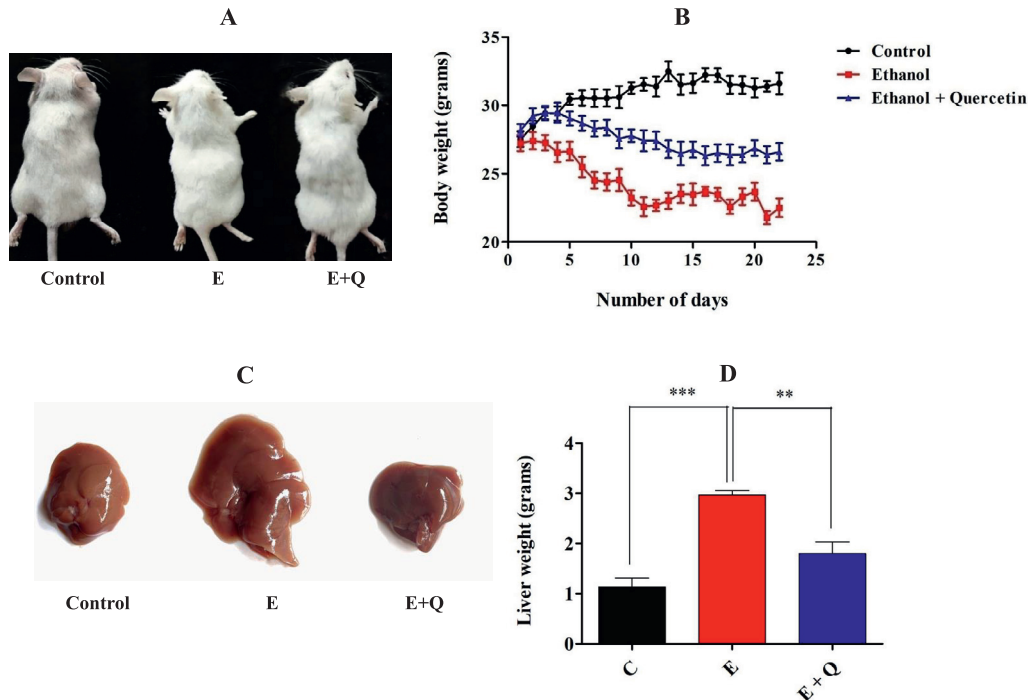 A
Control
E
E+Q
B
35
30
25
20
0
5
10
15
20
25
Body weight (grams)
Number of days
Control
Ethanol
Ethanol + Quercetin
C
Control
E
E+Q
D
***
**
4
3
2
1
0
Liver weight (grams)
C
E
E + Q